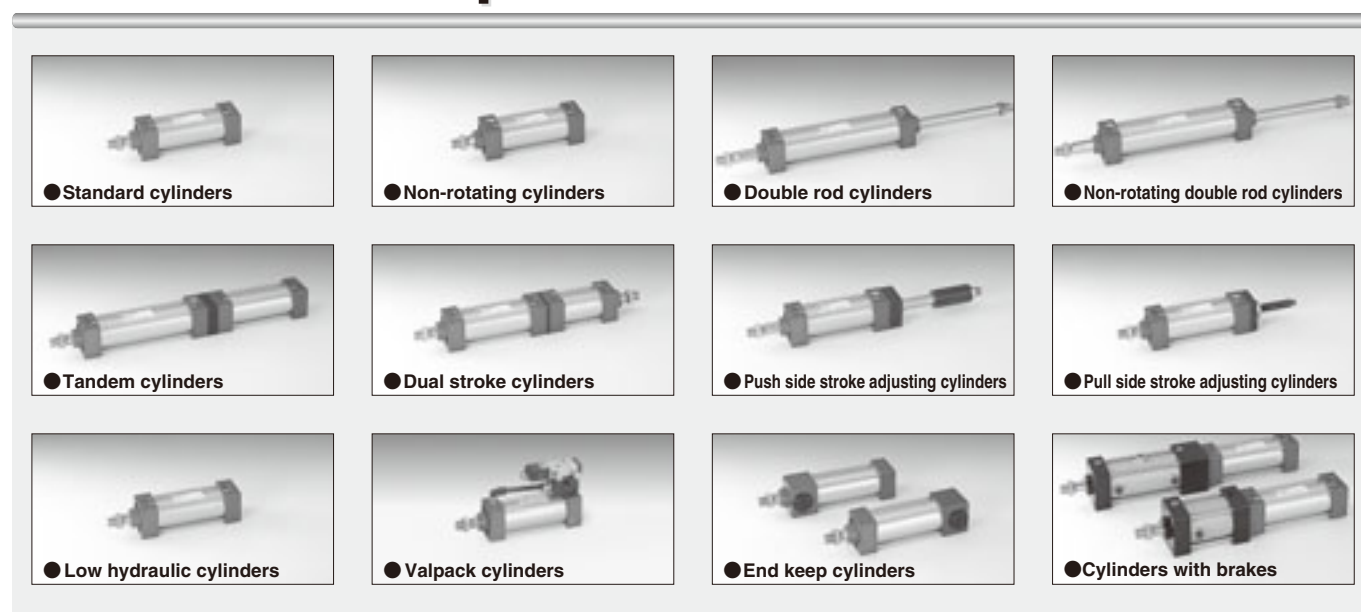 ●Standard cylinders
●Non-rotating cylinders
●Double rod cylinders
●Non-rotating double rod cylinders
●Tandem cylinders
●Dual stroke cylinders
●Push side stroke adjusting cylinders
●Pull side stroke adjusting cylinders
●Low hydraulic cylinders
●Valpack cylinders
●End keep cylinders
●Cylinders with brakes